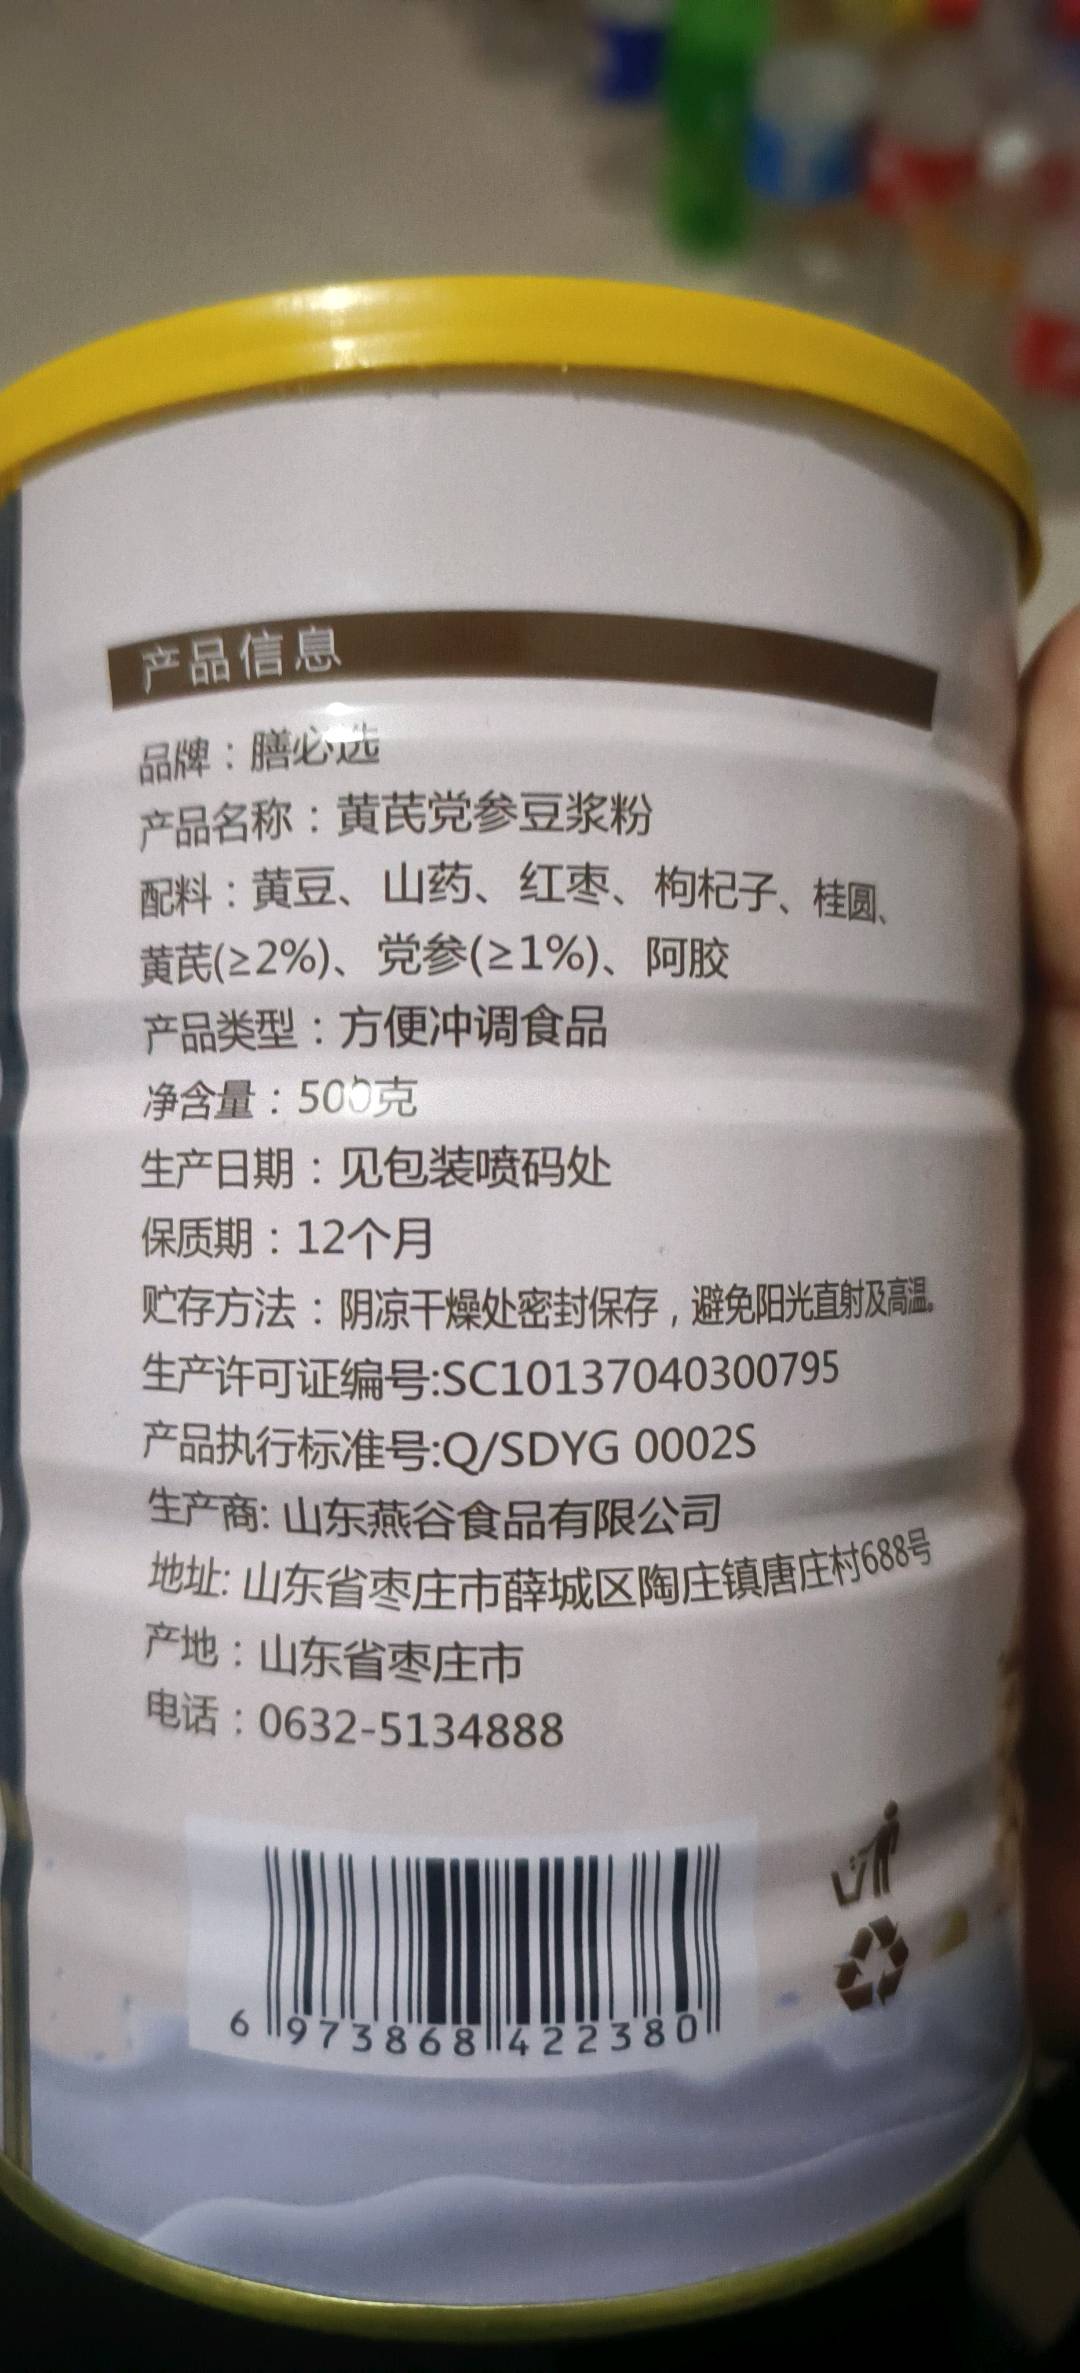 产品信息
品牌：膳必选
产品名称：黄芪党参豆浆粉
配料：黄豆、山药、红枣、枸杞子、桂圆、
黄芪(≥2%)、党参(≥1%)、阿胶
产品类型：方便冲调食品
净含量：500克
生产日期：见包装喷码处
保质期：12个月
贮存方法：阴凉干燥处密封保存，避免阳光直射及高温。
生产许可证编号:SC10137040300795
产品执行标准号:Q/SDYG 0002S
生产商: 山东燕谷食品有限公司
地址: 山东省枣庄市薛城区陶庄镇唐庄村688号
产地：山东省枣庄市
电话：0632-5134888
6 973868 422380